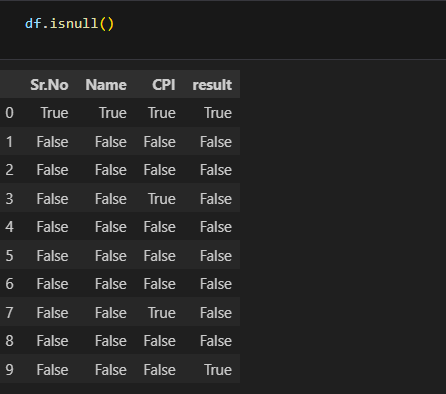 df.isnull()
Sr.No Name CPI result
0 True True True True
1 False False False False
2 False False False False
3 False False True False
4 False False False False
5 False False False False
6 False False False False
7 False False True False
8 False False False False
9 False False False True